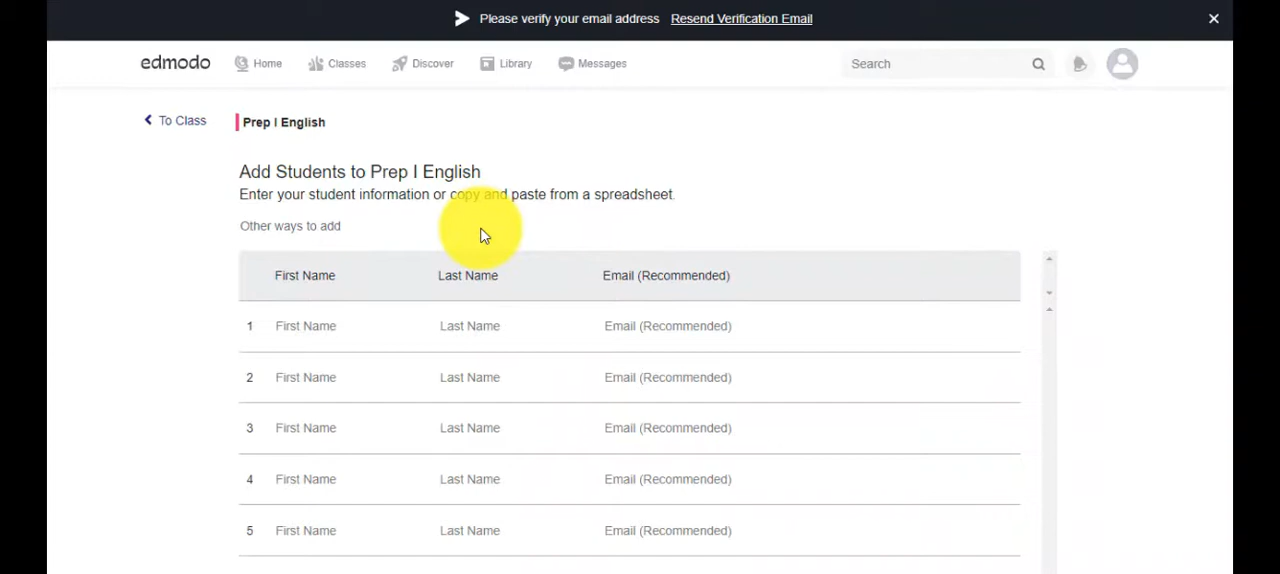 Please verify your email address Resend Verification Email
edmodo Home Classes Discover Library Messages Search
To Class Prep I English
Add Students to Prep I English
Enter your student information or copy and paste from a spreadsheet.
Other ways to add
First Name Last Name Email (Recommended)
1 First Name Last Name Email (Recommended)
2 First Name Last Name Email (Recommended)
3 First Name Last Name Email (Recommended)
4 First Name Last Name Email (Recommended)
5 First Name Last Name Email (Recommended)